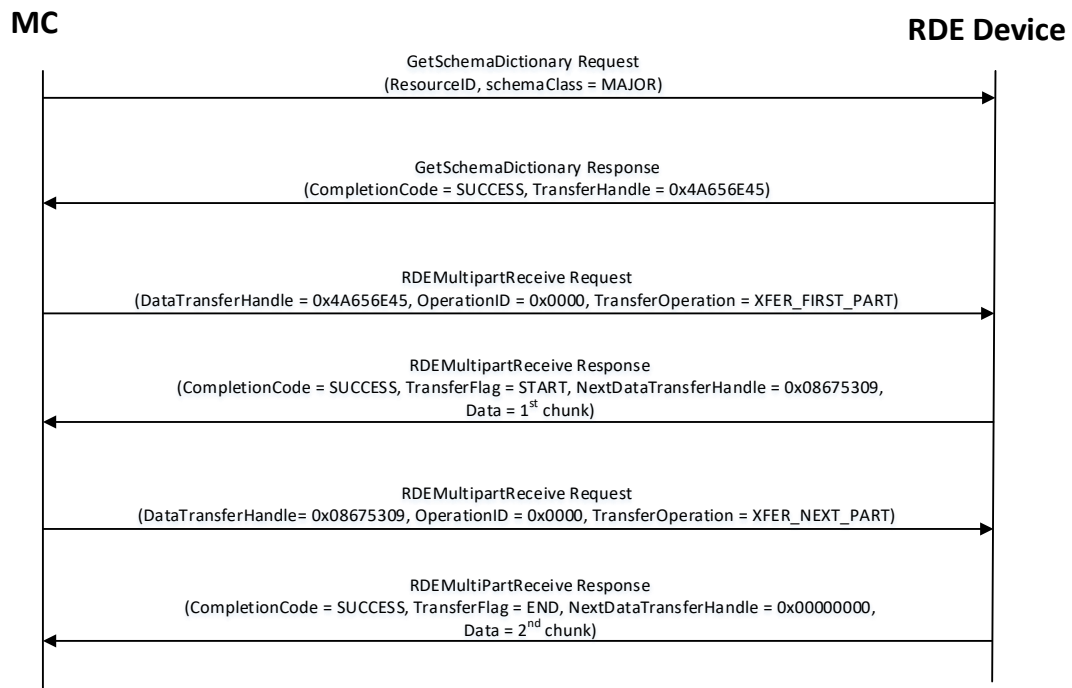 MC
RDE Device
GetSchemaDictionary Request
(ResourceID, schemaClass = MAJOR)
GetSchemaDictionary Response
(CompletionCode = SUCCESS, TransferHandle = 0x4A656E45)
RDEMultipartReceive Request
(DataTransferHandle = 0x4A656E45, OperationID = 0x0000, TransferOperation = XFER_FIRST_PART)
RDEMultipartReceive Response
(CompletionCode = SUCCESS, TransferFlag = START, NextDataTransferHandle = 0x08675309,
Data = 1st chunk)
RDEMultipartReceive Request
(DataTransferHandle= 0x08675309, OperationID = 0x0000, TransferOperation = XFER_NEXT_PART)
RDEMultiPartReceive Response
(CompletionCode = SUCCESS, TransferFlag = END, NextDataTransferHandle = 0x00000000,
Data = 2nd chunk)